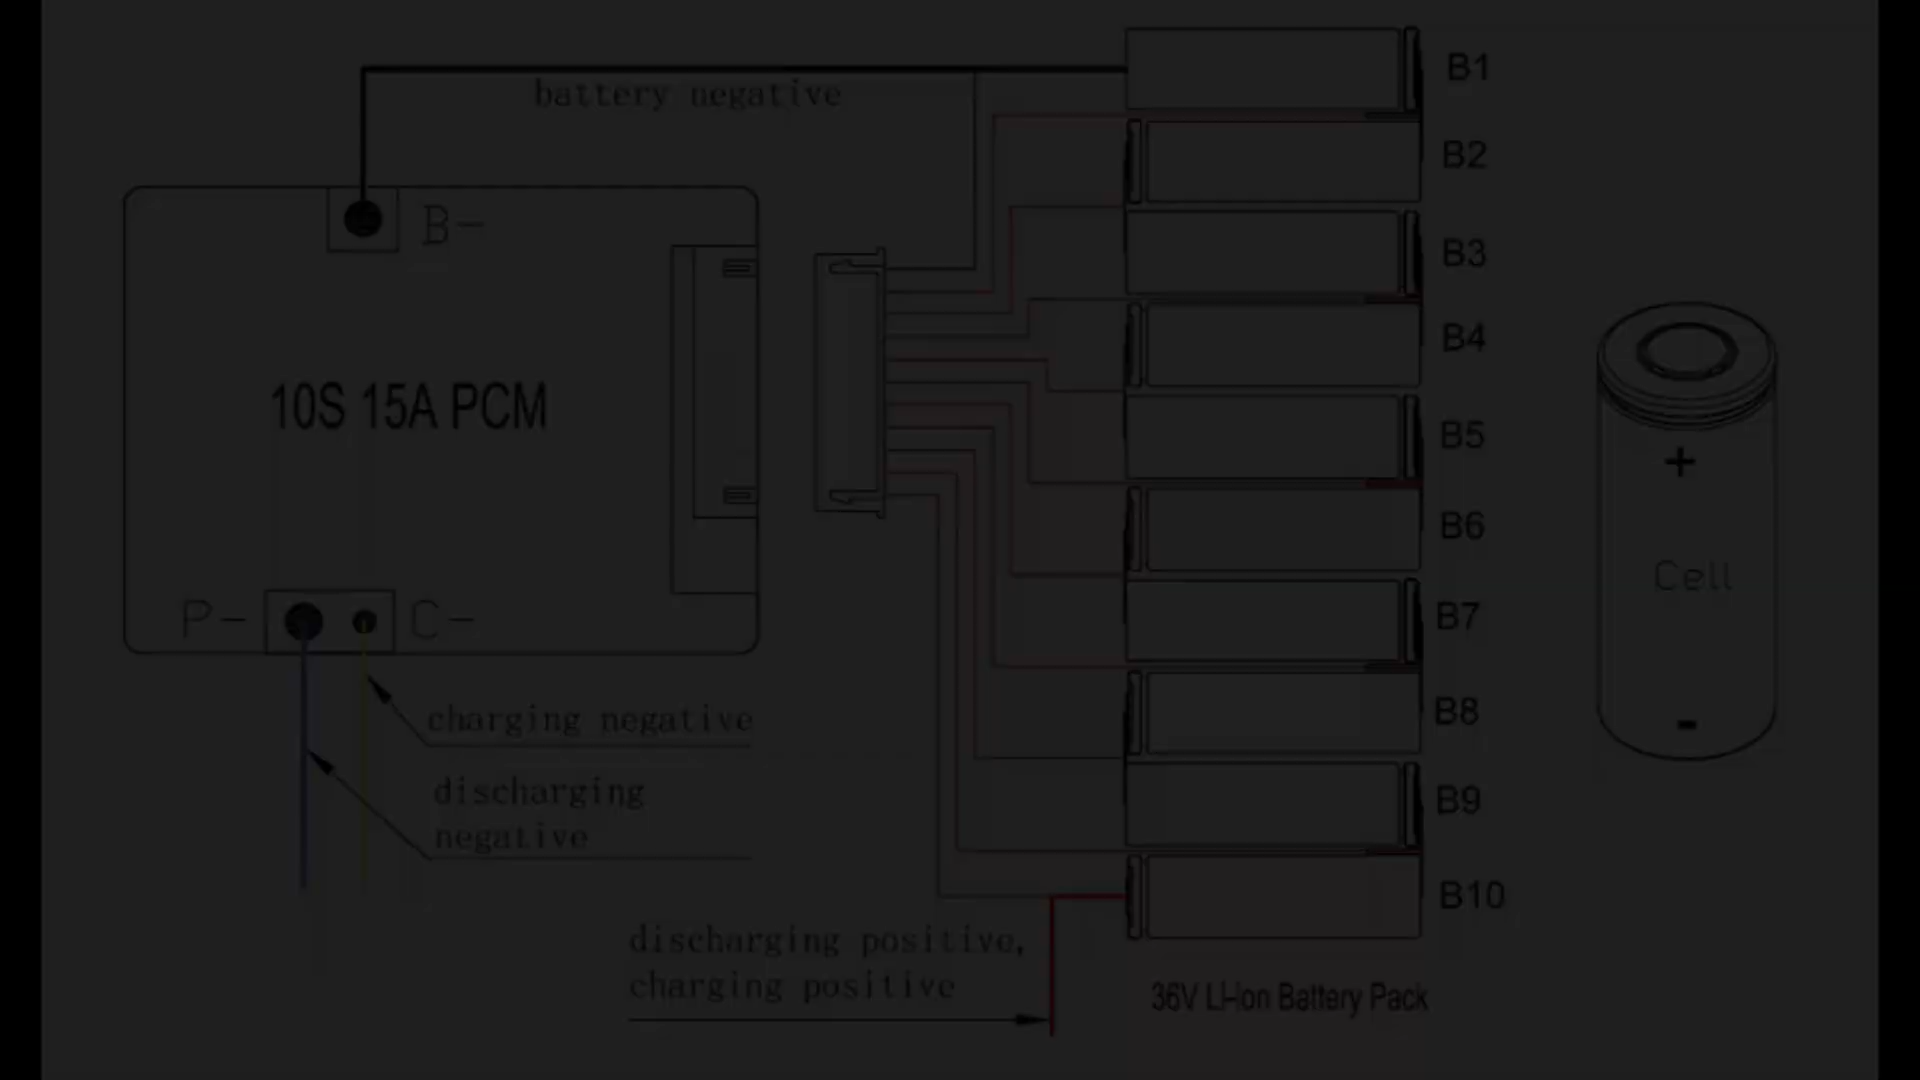 battery negative
B-
10S 15A PCM
P-
C-
charging negative
discharging
negative
discharging positive,
charging positive
B1
B2
B3
B4
B5
B6
B7
B8
B9
B10
36V Li-ion Battery Pack
+
Cell
-